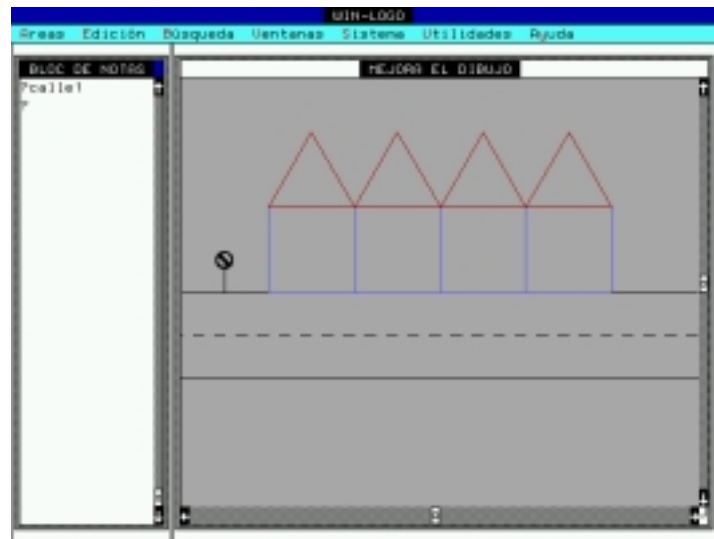 WIN-LOGO
Areas Edición Búsqueda Ventanas Sistema Utilidades Ayuda
BLOC DE NOTAS
MEJORA EL DIBUJO
?calle1
?